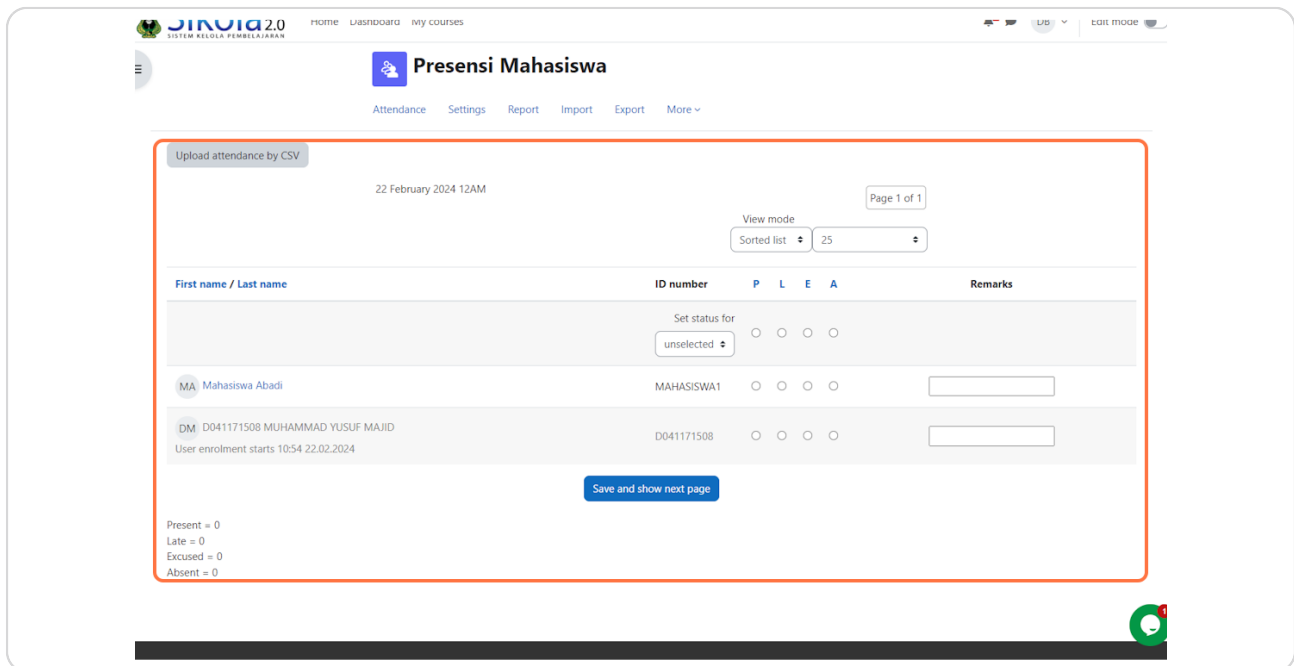 SIKOLA 2.0
SISTEM KELOLA PEMBELAJARAN
Home Dashboard My courses
DB Edit mode
Presensi Mahasiswa
Attendance Settings Report Import Export More
Upload attendance by CSV
22 February 2024 12AM
Page 1 of 1
View mode
Sorted list 25
First name / Last name ID number P L E A Remarks
Set status for
unselected
MA Mahasiswa Abadi MAHASISWA1
DM D041171508 MUHAMMAD YUSUF MAJID D041171508
User enrolment starts 10:54 22.02.2024
Save and show next page
Present = 0
Late = 0
Excused = 0
Absent = 0
1